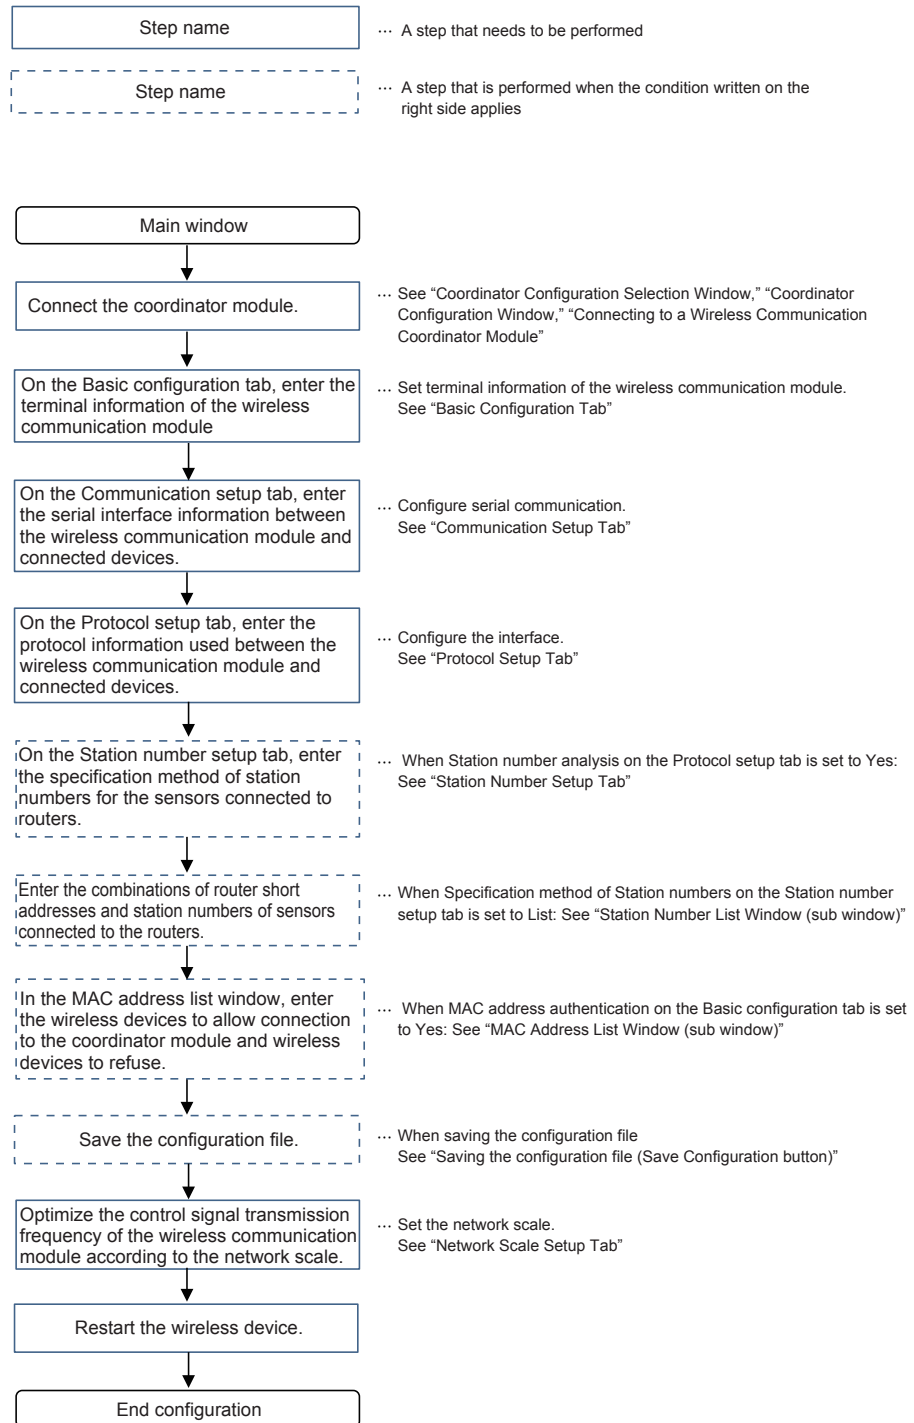 Step name
... A step that needs to be performed
Step name
... A step that is performed when the condition written on the
right side applies
Main window
Connect the coordinator module.
... See “Coordinator Configuration Selection Window,” “Coordinator
Configuration Window,” “Connecting to a Wireless Communication
Coordinator Module”
On the Basic configuration tab, enter the
terminal information of the wireless
communication module
... Set terminal information of the wireless communication module.
See “Basic Configuration Tab”
On the Communication setup tab, enter
the serial interface information between
the wireless communication module and
connected devices.
... Configure serial communication.
See “Communication Setup Tab”
On the Protocol setup tab, enter the
protocol information used between the
wireless communication module and
connected devices.
... Configure the interface.
See “Protocol Setup Tab”
On the Station number setup tab, enter
the specification method of station
numbers for the sensors connected to
routers.
... When Station number analysis on the Protocol setup tab is set to Yes:
See “Station Number Setup Tab”
Enter the combinations of router short
addresses and station numbers of sensors
connected to the routers.
... When Specification method of Station numbers on the Station number
setup tab is set to List: See “Station Number List Window (sub window)”
In the MAC address list window, enter
the wireless devices to allow connection
to the coordinator module and wireless
devices to refuse.
... When MAC address authentication on the Basic configuration tab is set
to Yes: See “MAC Address List Window (sub window)”
Save the configuration file.
... When saving the configuration file
See “Saving the configuration file (Save Configuration button)”
Optimize the control signal transmission
frequency of the wireless communication
module according to the network scale.
... Set the network scale.
See “Network Scale Setup Tab”
Restart the wireless device.
End configuration